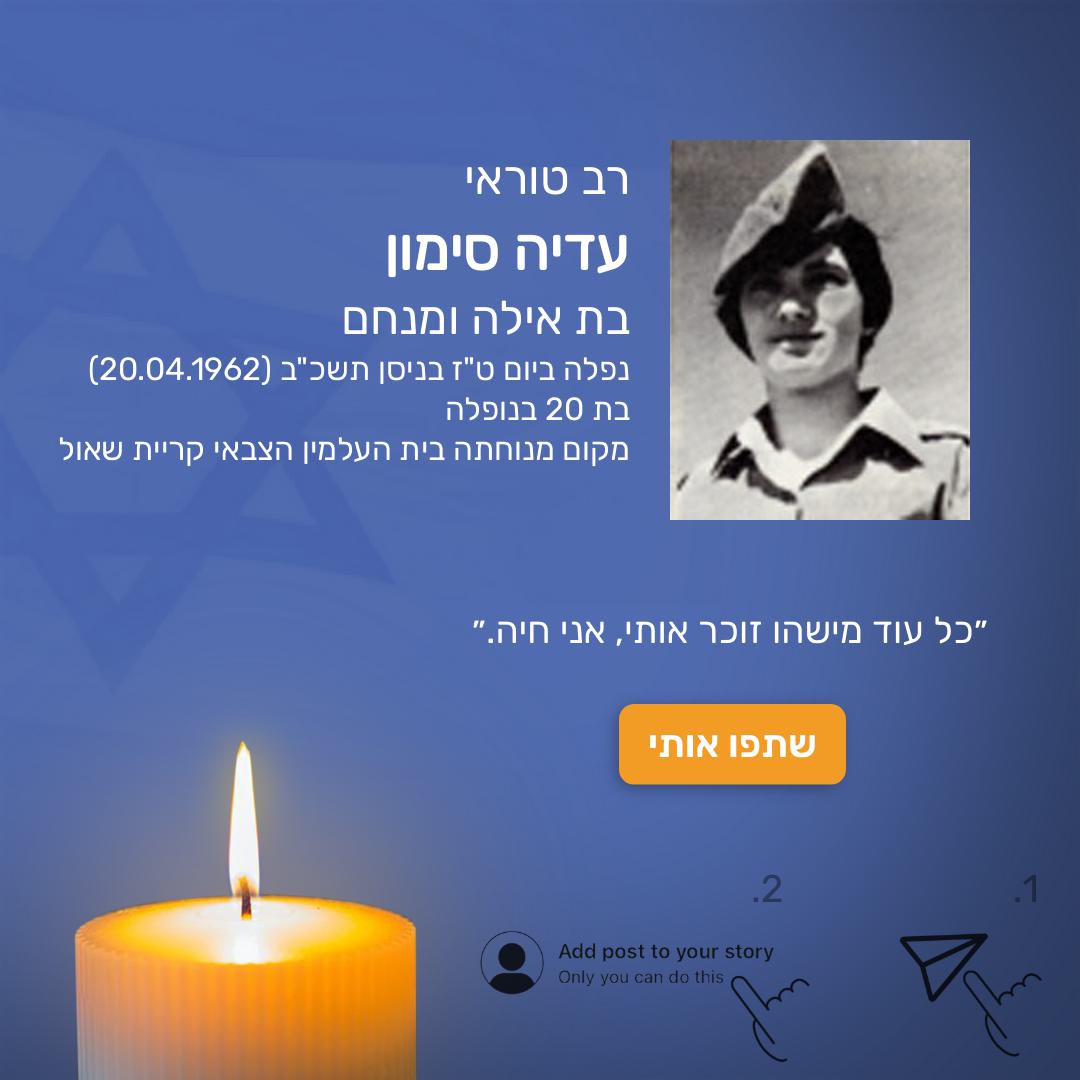 רב טוראי
עדיה סימון
בת אילה ומנחם
נפלה ביום ט"ז בניסן תשכ"ב (20.04.1962)
בת 20 בנופלה
מקום מנוחתה בית העלמין הצבאי קריית שאול
״כל עוד מישהו זוכר אותי, אני חיה.״
שתפו אותי
1.
2.
Add post to your story
Only you can do this